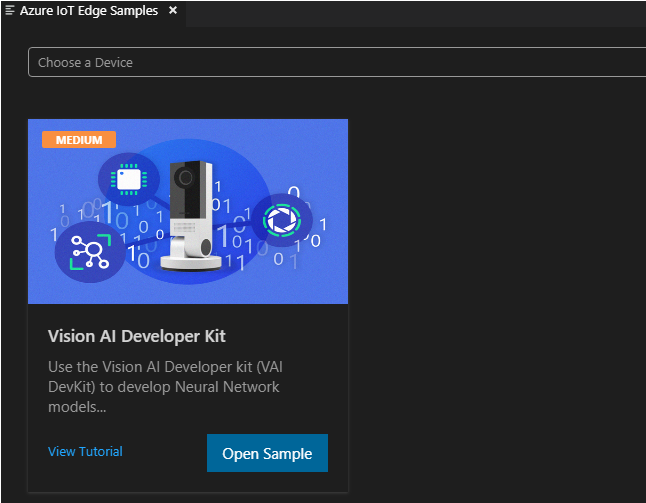 Azure IoT Edge Samples
Choose a Device
MEDIUM
Vision AI Developer Kit
Use the Vision AI Developer kit (VAI
DevKit) to develop Neural Network
models...
View Tutorial
Open Sample